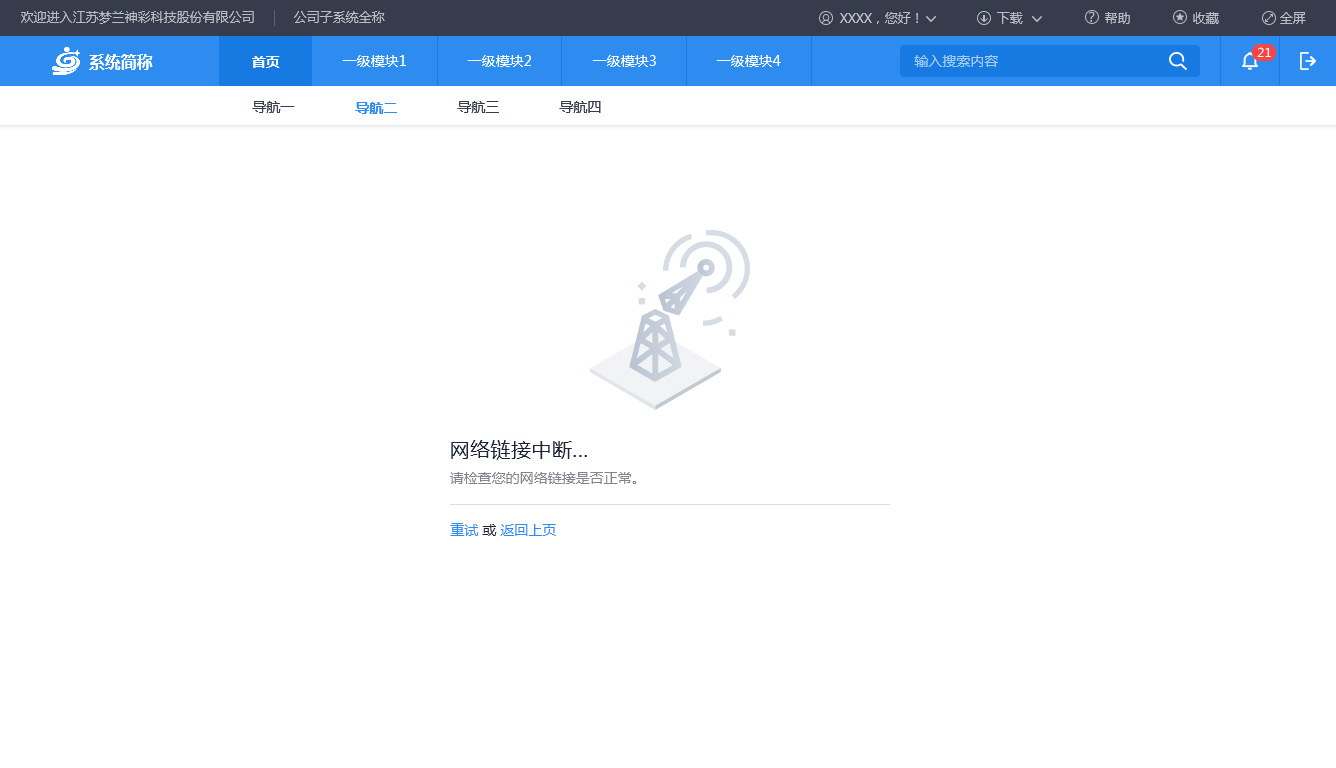 欢迎进入江苏梦兰神彩科技股份有限公司 公司子系统全称 XXXX，您好！ 下载 帮助 收藏 全屏
系统简称 首页 一级模块1 一级模块2 一级模块3 一级模块4 输入搜索内容 21
导航一 导航二 导航三 导航四
网络链接中断...
请检查您的网络链接是否正常。
重试 或 返回上页